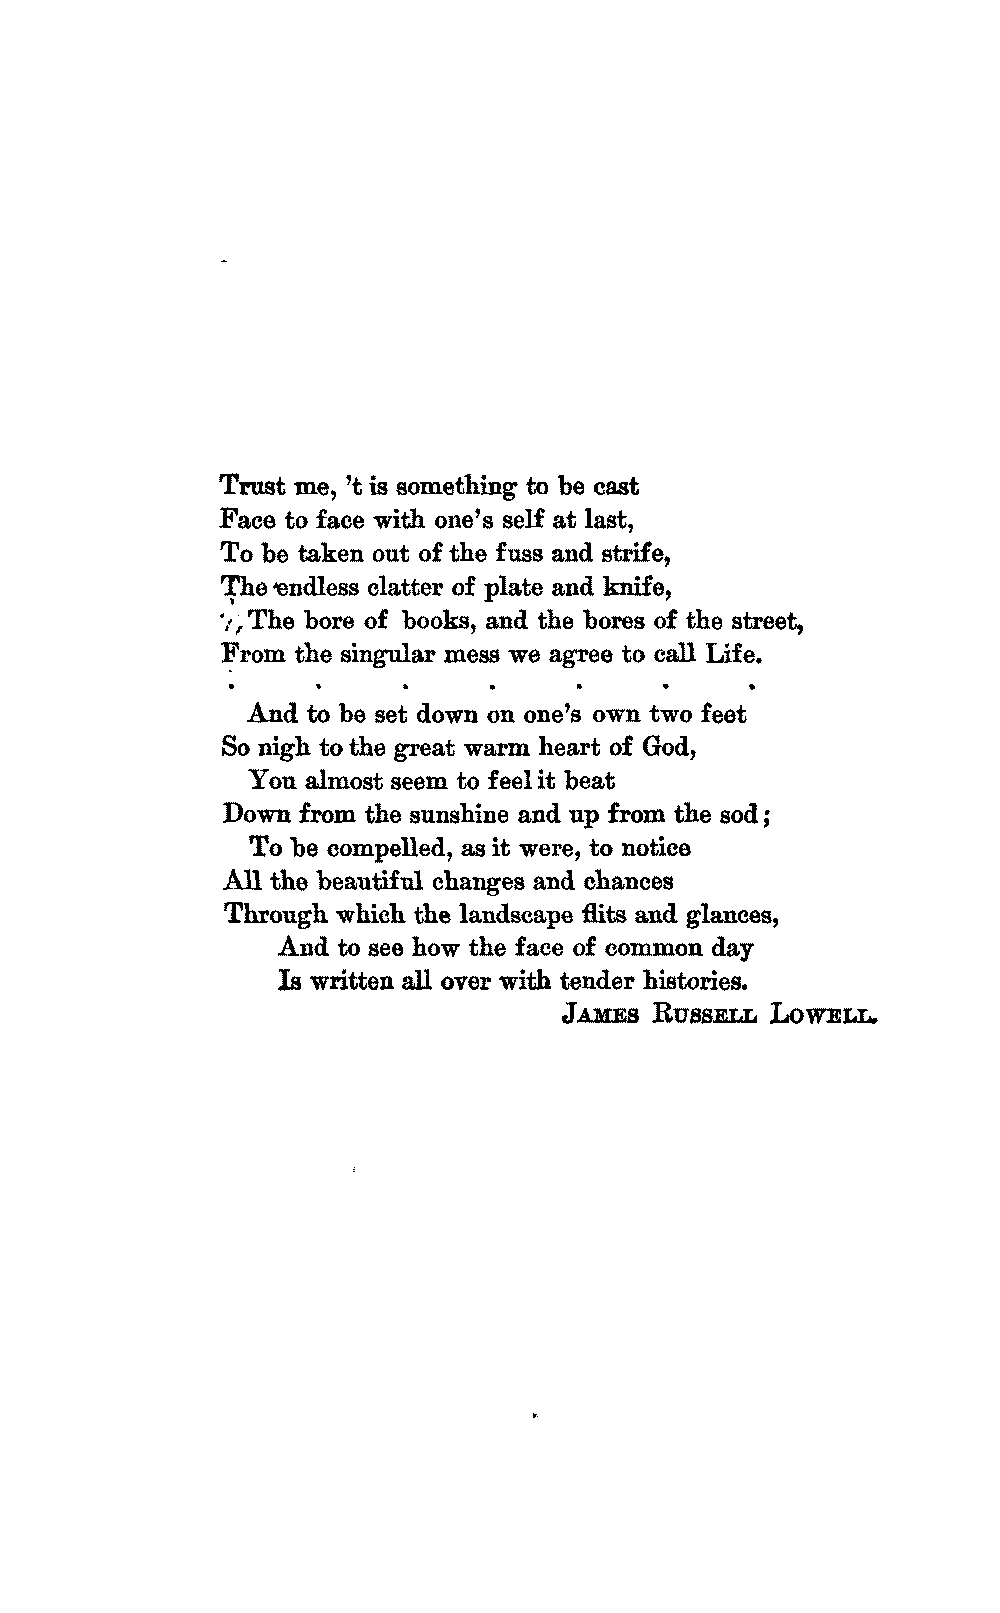 Trust me, 't is something to be cast
Face to face with one's self at last,
To be taken out of the fuss and strife,
The endless clatter of plate and knife,
The bore of books, and the bores of the street,
From the singular mess we agree to call Life.
. . . . . . .
And to be set down on one's own two feet
So nigh to the great warm heart of God,
You almost seem to feel it beat
Down from the sunshine and up from the sod;
To be compelled, as it were, to notice
All the beautiful changes and chances
Through which the landscape flits and glances,
And to see how the face of common day
Is written all over with tender histories.
JAMES RUSSELL LOWELL.